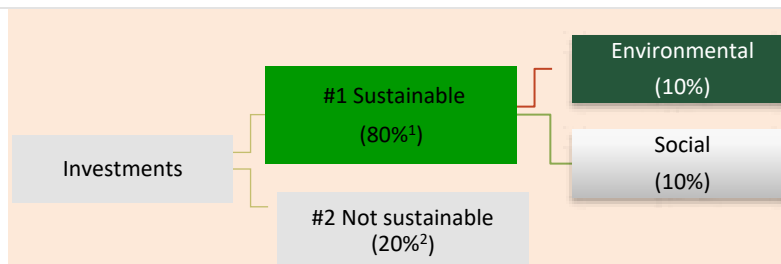 Investments
#1 Sustainable
(80%¹)
#2 Not sustainable
(20%²)
Environmental
(10%)
Social
(10%)